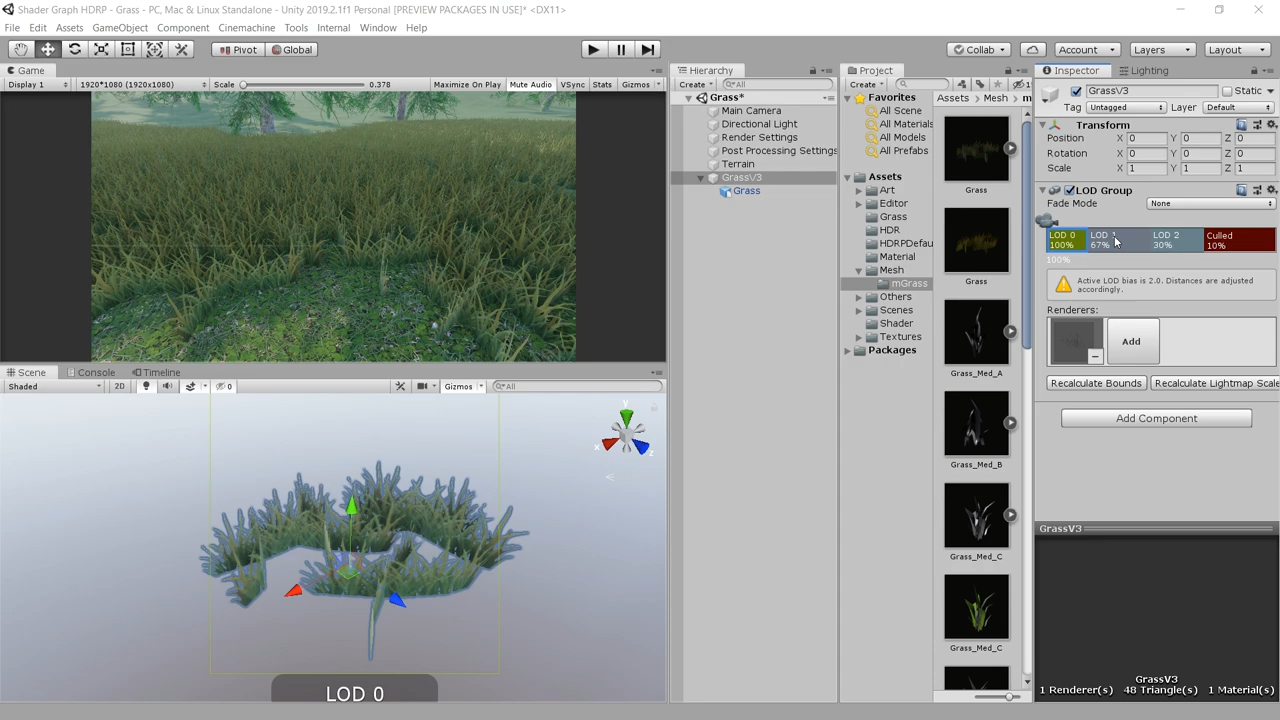 Shader Graph HDRP - Grass - PC, Mac & Linux Standalone - Unity 2019.2.1f1 Personal [PREVIEW PACKAGES IN USE]* <DX11>
File Edit Assets GameObject Component Cinemachine Tools Internal Window Help
Pivot Global Collab Account Layers Layout
Game
Display 1 1920*1080 (1920x1080) Scale 0.378 Maximize On Play Mute Audio VSync Stats Gizmos
Scene Console Timeline
Shaded 2D 0 Gizmos All
y
x
z
LOD 0
Hierarchy
Create All
Grass*
Main Camera
Directional Light
Render Settings
Post Processing Settings
Terrain
GrassV3
Grass
Project
Create
Favorites
All Scene
All Materials
All Models
All Prefabs
Assets
Art
Editor
Grass
HDR
HDRPDefau
Material
Mesh
mGrass
Others
Scenes
Shader
Textures
Packages
Assets Mesh m
Grass
Grass
Grass_Med_A
Grass_Med_B
Grass_Med_C
Grass_Med_C
Inspector Lighting
GrassV3 Static
Tag Untagged Layer Default
Transform
Position X 0 Y 0 Z 0
Rotation X 0 Y 0 Z 0
Scale X 1 Y 1 Z 1
LOD Group
Fade Mode None
LOD 0 LOD 1 LOD 2 Culled
100% 67% 30% 10%
100%
Active LOD bias is 2.0. Distances are adjusted
accordingly.
Renderers:
Add
Recalculate Bounds Recalculate Lightmap Scale
Add Component
GrassV3
GrassV3
1 Renderer(s) 48 Triangle(s) 1 Material(s)